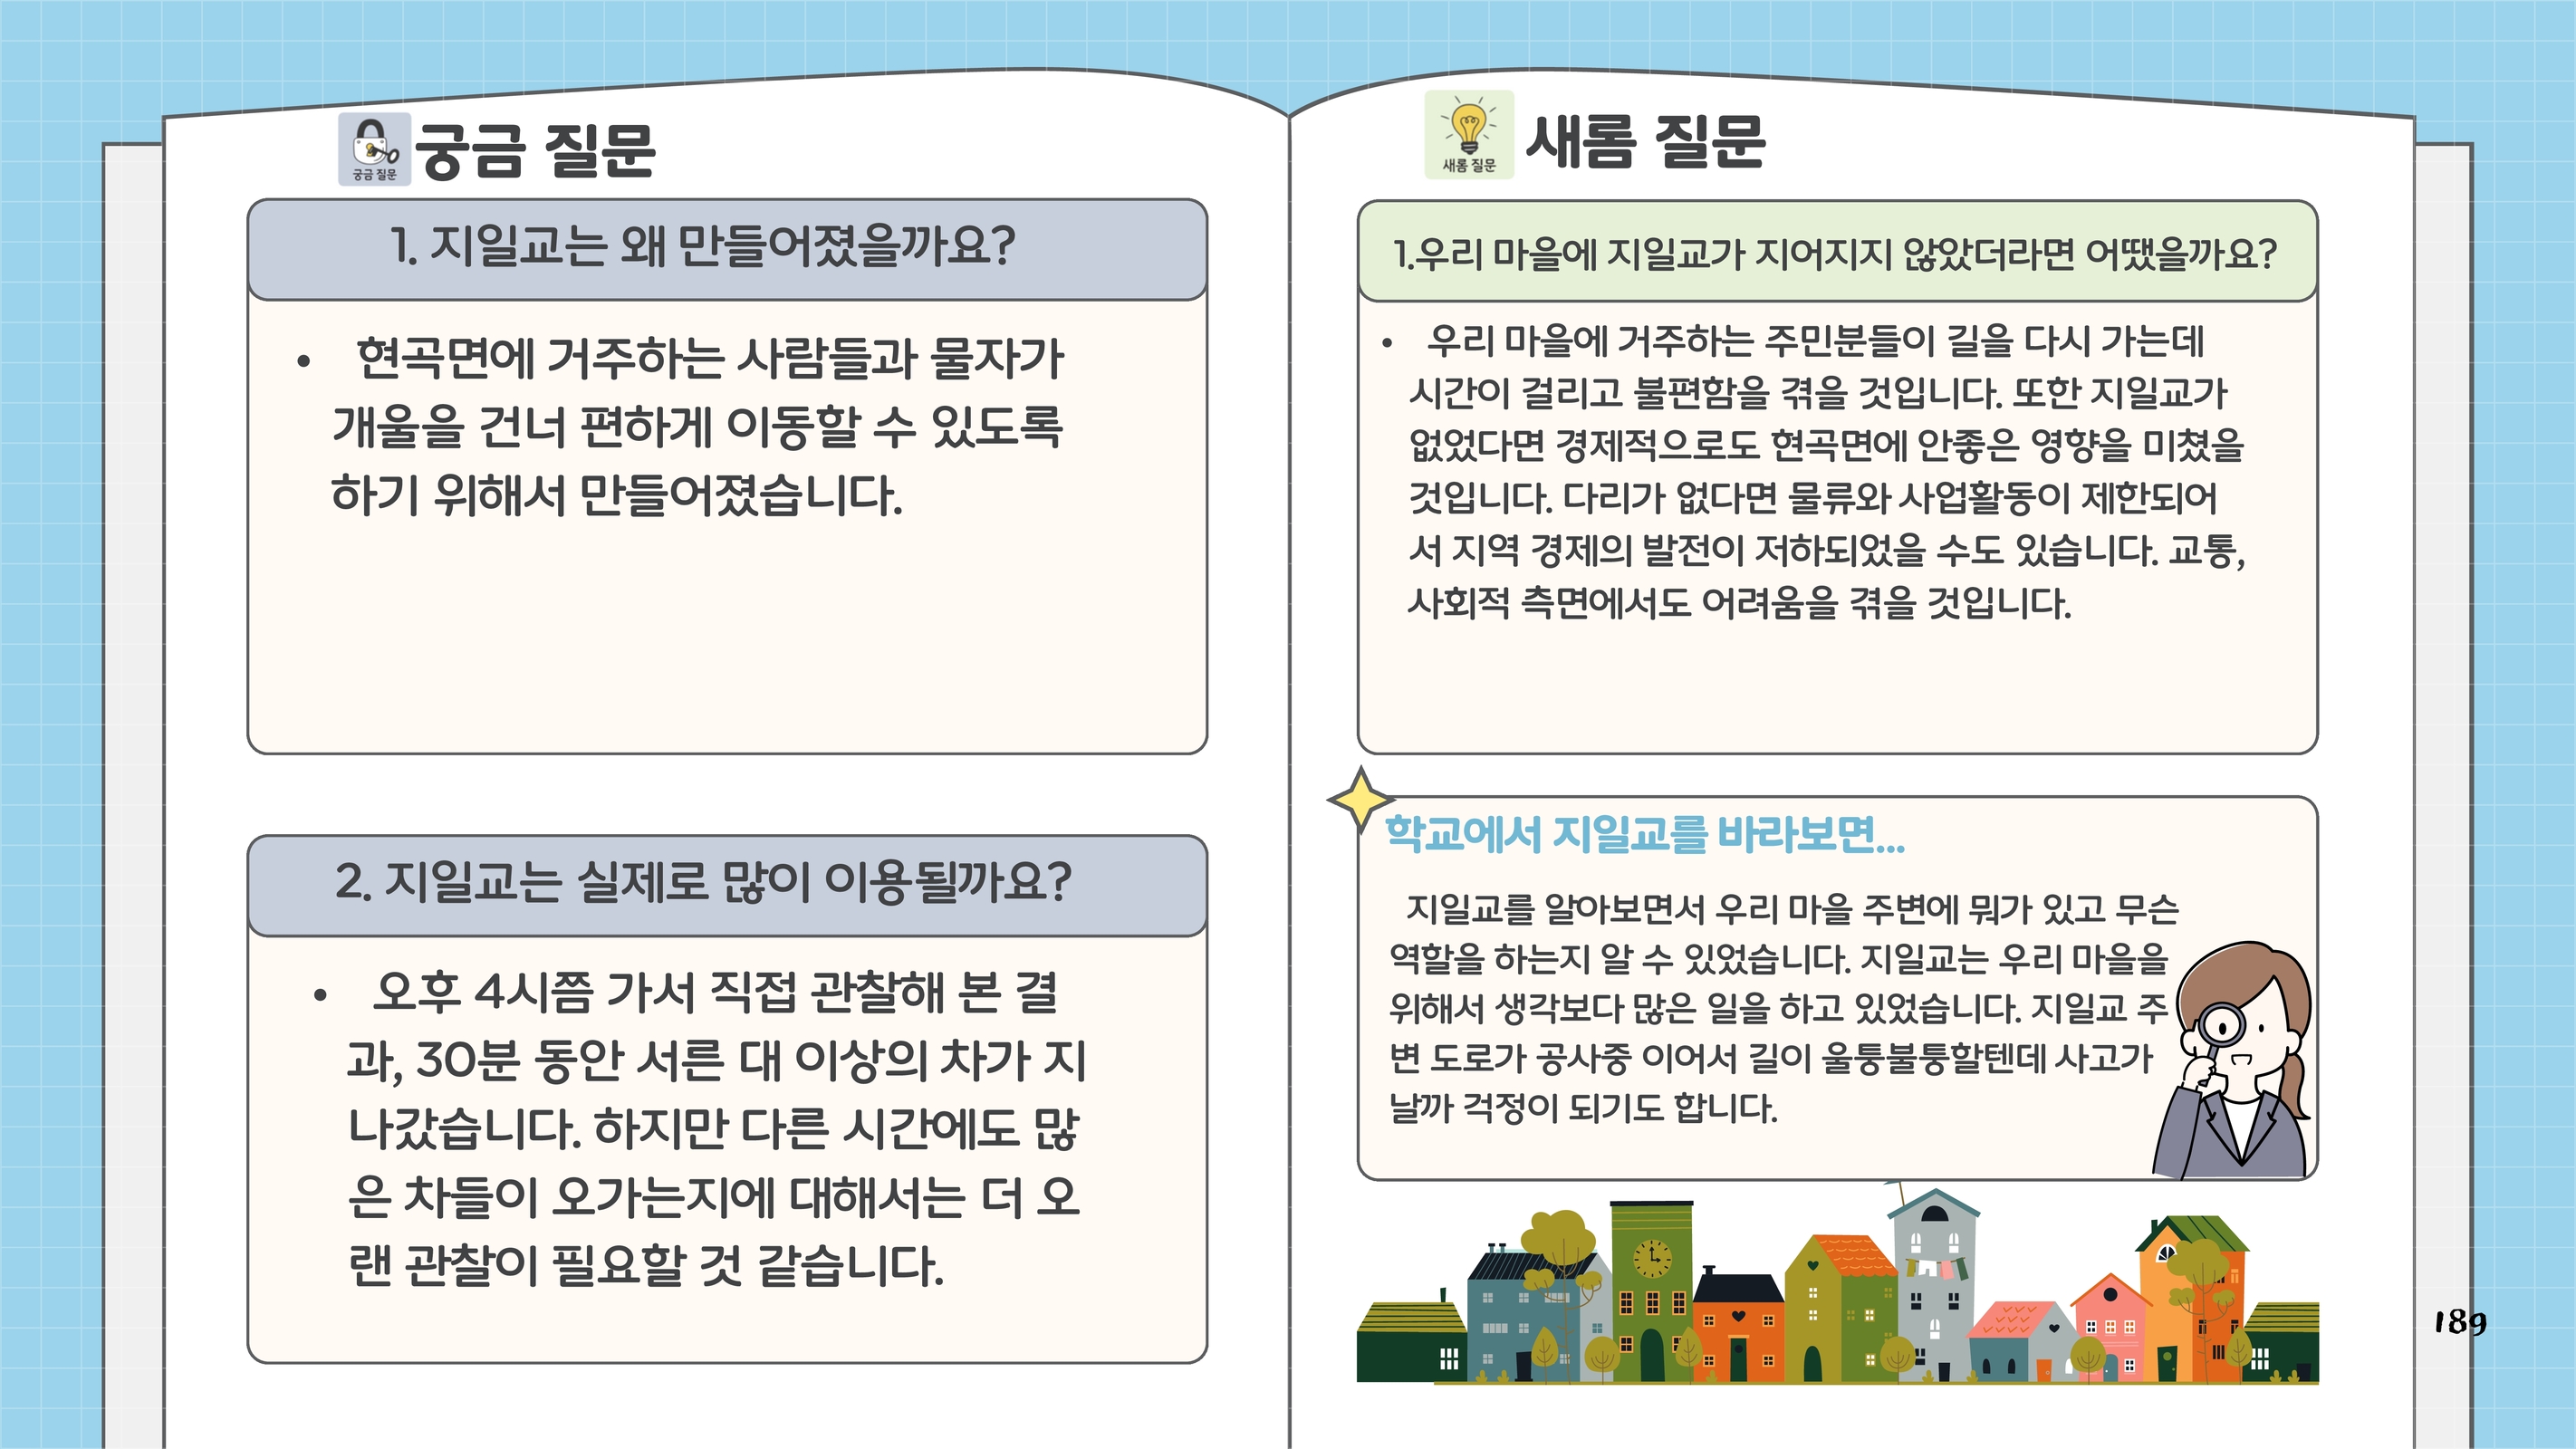 궁금 질문
궁금 질문
1. 지일교는 왜 만들어졌을까요?
• 현곡면에 거주하는 사람들과 물자가
개울을 건너 편하게 이동할 수 있도록
하기 위해서 만들어졌습니다.
2. 지일교는 실제로 많이 이용될까요?
• 오후 4시쯤 가서 직접 관찰해 본 결
과, 30분 동안 서른 대 이상의 차가 지
나갔습니다. 하지만 다른 시간에도 많
은 차들이 오가는지에 대해서는 더 오
랜 관찰이 필요할 것 같습니다.
새롬 질문
새롬 질문
1.우리 마을에 지일교가 지어지지 않았더라면 어땠을까요?
• 우리 마을에 거주하는 주민분들이 길을 다시 가는데
시간이 걸리고 불편함을 겪을 것입니다. 또한 지일교가
없었다면 경제적으로도 현곡면에 안좋은 영향을 미쳤을
것입니다. 다리가 없다면 물류와 사업활동이 제한되어
서 지역 경제의 발전이 저하되었을 수도 있습니다. 교통,
사회적 측면에서도 어려움을 겪을 것입니다.
학교에서 지일교를 바라보면...
지일교를 알아보면서 우리 마을 주변에 뭐가 있고 무슨
역할을 하는지 알 수 있었습니다. 지일교는 우리 마을을
위해서 생각보다 많은 일을 하고 있었습니다. 지일교 주
변 도로가 공사중 이어서 길이 울퉁불퉁할텐데 사고가
날까 걱정이 되기도 합니다.
189